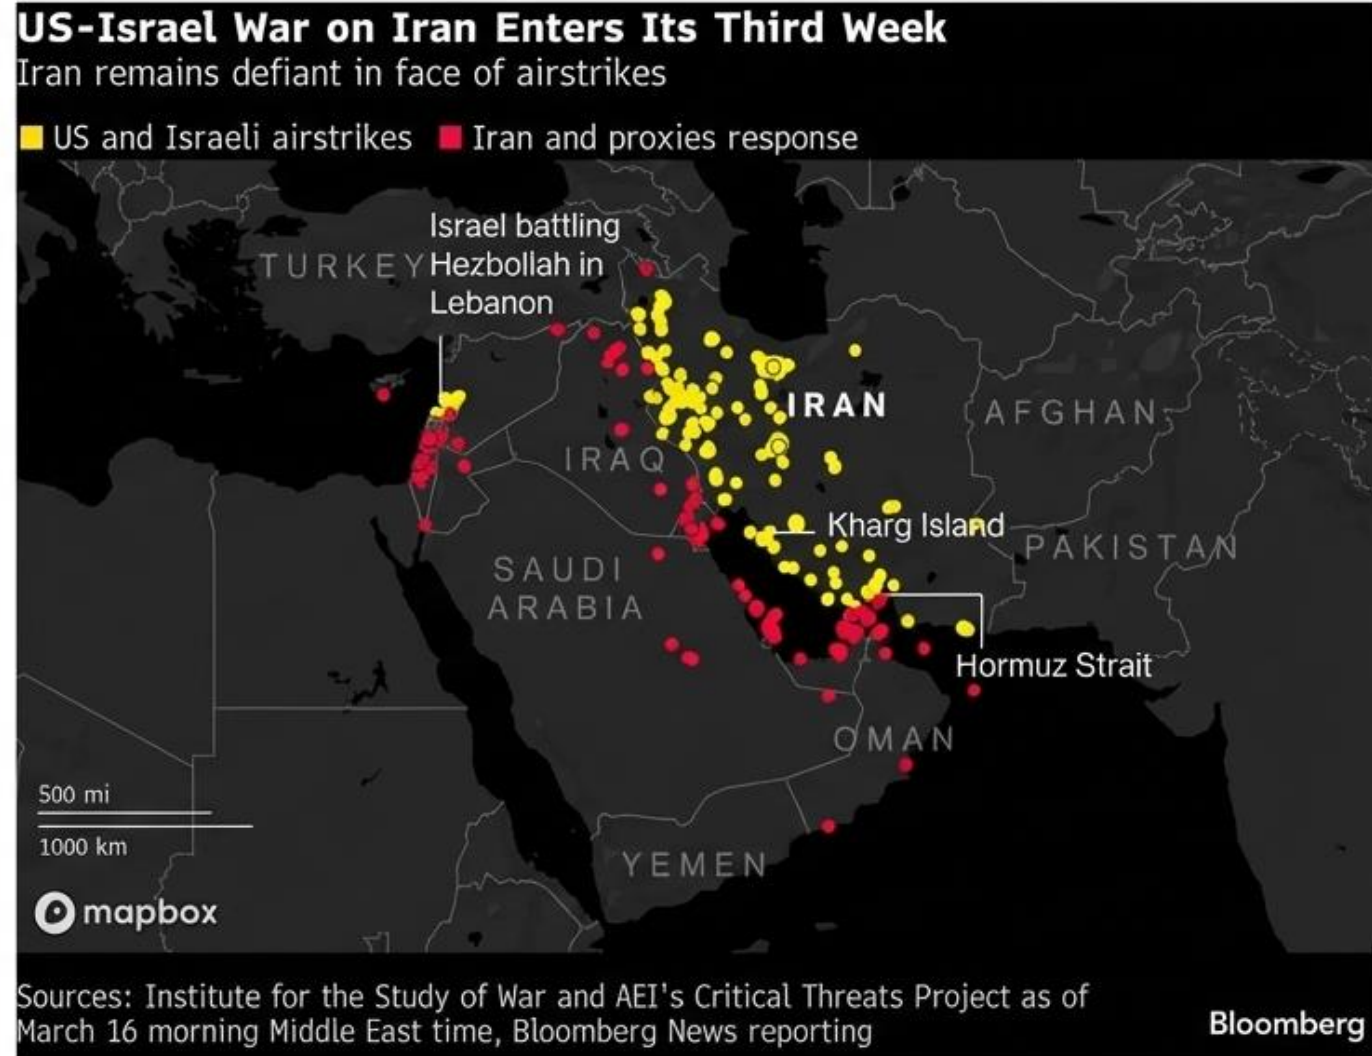 US-Israel War on Iran Enters Its Third Week
Iran remains defiant in face of airstrikes
US and Israeli airstrikes
Iran and proxies response
Israel battling
Hezbollah in
Lebanon
TURKEY
IRAN
AFGHAN
IRAQ
Kharg Island
PAKISTAN
SAUDI
ARABIA
Hormuz Strait
OMAN
500 mi
1000 km
YEMEN
mapbox
Sources: Institute for the Study of War and AEI's Critical Threats Project as of
March 16 morning Middle East time, Bloomberg News reporting
Bloomberg